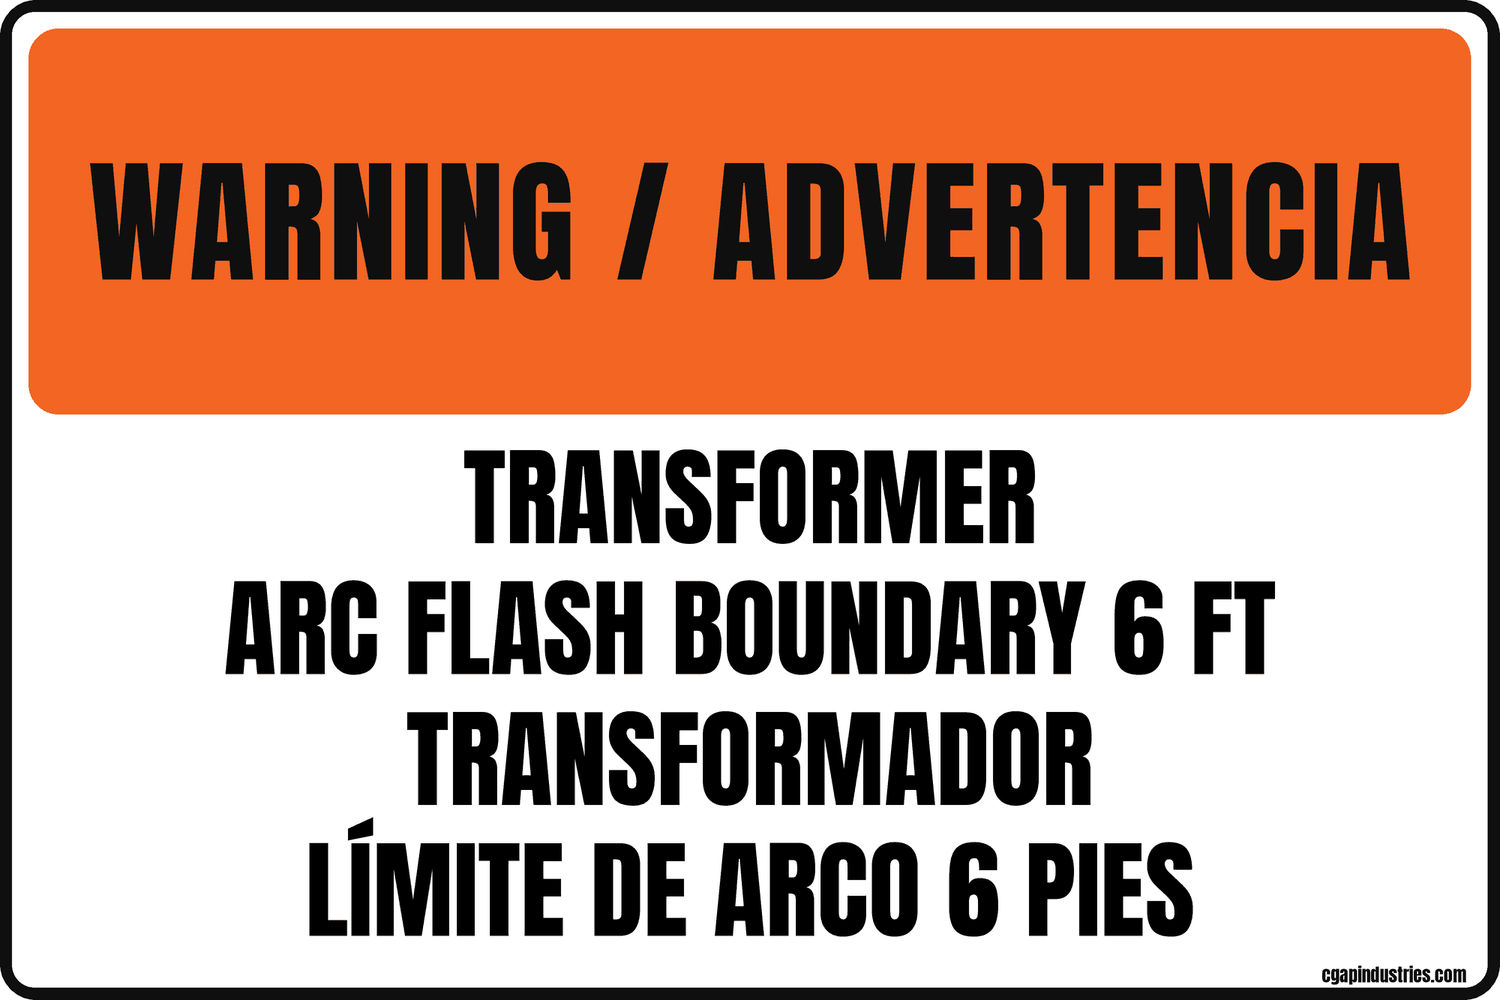 WARNING / ADVERTENCIA
TRANSFORMER
ARC FLASH BOUNDARY 6 FT
TRANSFORMADOR
LÍMITE DE ARCO 6 PIES
cgapindustries.com